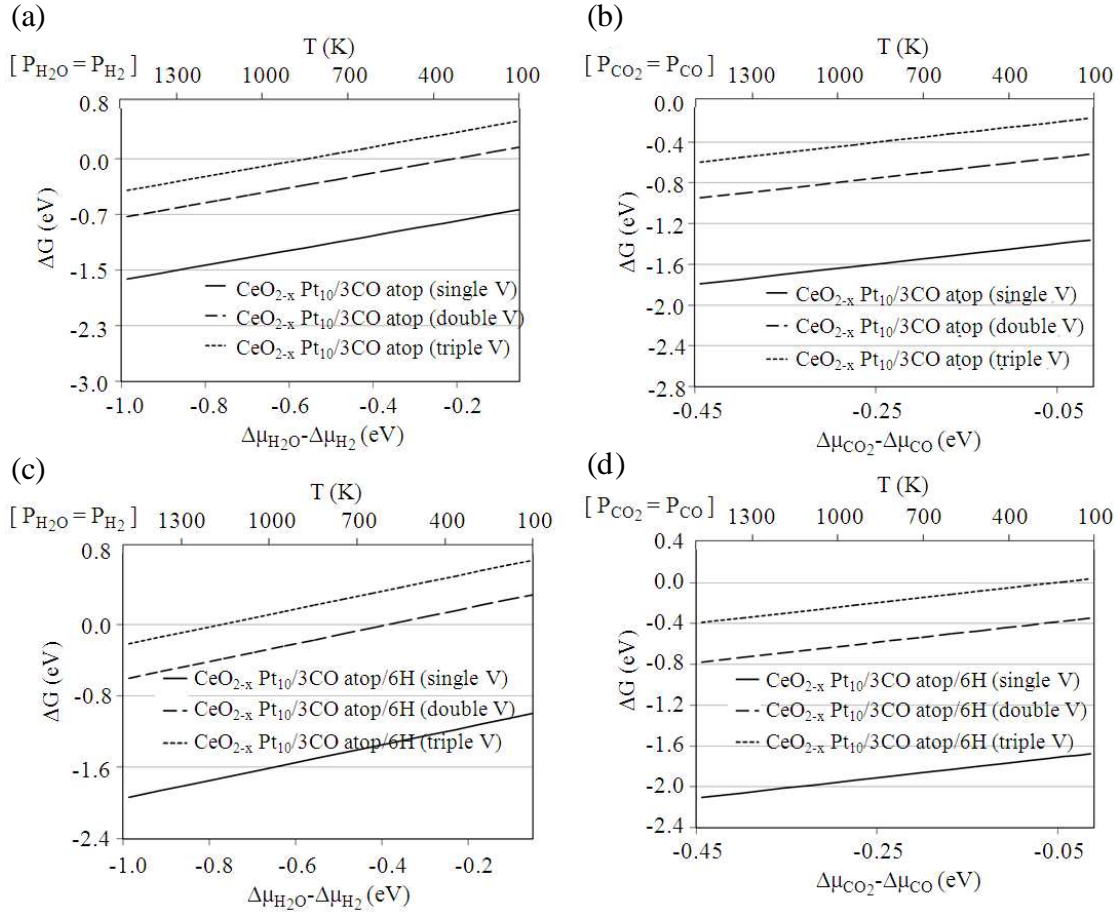 (a)
T (K)
[ P_H₂O = P_H₂ ]
1300 1000 700 400 100
0.8
0.0
-0.7
-1.5
-2.3
-3.0
ΔG (eV)
CeO₂₋ₓ Pt₁₀/3CO atop (single V)
CeO₂₋ₓ Pt₁₀/3CO atop (double V)
CeO₂₋ₓ Pt₁₀/3CO atop (triple V)
-1.0 -0.8 -0.6 -0.4 -0.2
Δμ_H₂O-Δμ_H₂ (eV)
(b)
T (K)
[ P_CO₂ = P_CO ]
1300 1000 700 400 100
0.0
-0.4
-0.8
-1.2
-1.6
-2.0
-2.4
-2.8
ΔG (eV)
CeO₂₋ₓ Pt₁₀/3CO atop (single V)
CeO₂₋ₓ Pt₁₀/3CO atop (double V)
CeO₂₋ₓ Pt₁₀/3CO atop (triple V)
-0.45 -0.25 -0.05
Δμ_CO₂-Δμ_CO (eV)
(c)
T (K)
[ P_H₂O = P_H₂ ]
1300 1000 700 400 100
0.8
0.0
-0.8
-1.6
-2.4
ΔG (eV)
CeO₂₋ₓ Pt₁₀/3CO atop/6H (single V)
CeO₂₋ₓ Pt₁₀/3CO atop/6H (double V)
CeO₂₋ₓ Pt₁₀/3CO atop/6H (triple V)
-1.0 -0.8 -0.6 -0.4 -0.2
Δμ_H₂O-Δμ_H₂ (eV)
(d)
T (K)
[ P_CO₂ = P_CO ]
1300 1000 700 400 100
0.4
0.0
-0.4
-0.8
-1.2
-1.6
-2.0
-2.4
ΔG (eV)
CeO₂₋ₓ Pt₁₀/3CO atop/6H (single V)
CeO₂₋ₓ Pt₁₀/3CO atop/6H (double V)
CeO₂₋ₓ Pt₁₀/3CO atop/6H (triple V)
-0.45 -0.25 -0.05
Δμ_CO₂-Δμ_CO (eV)